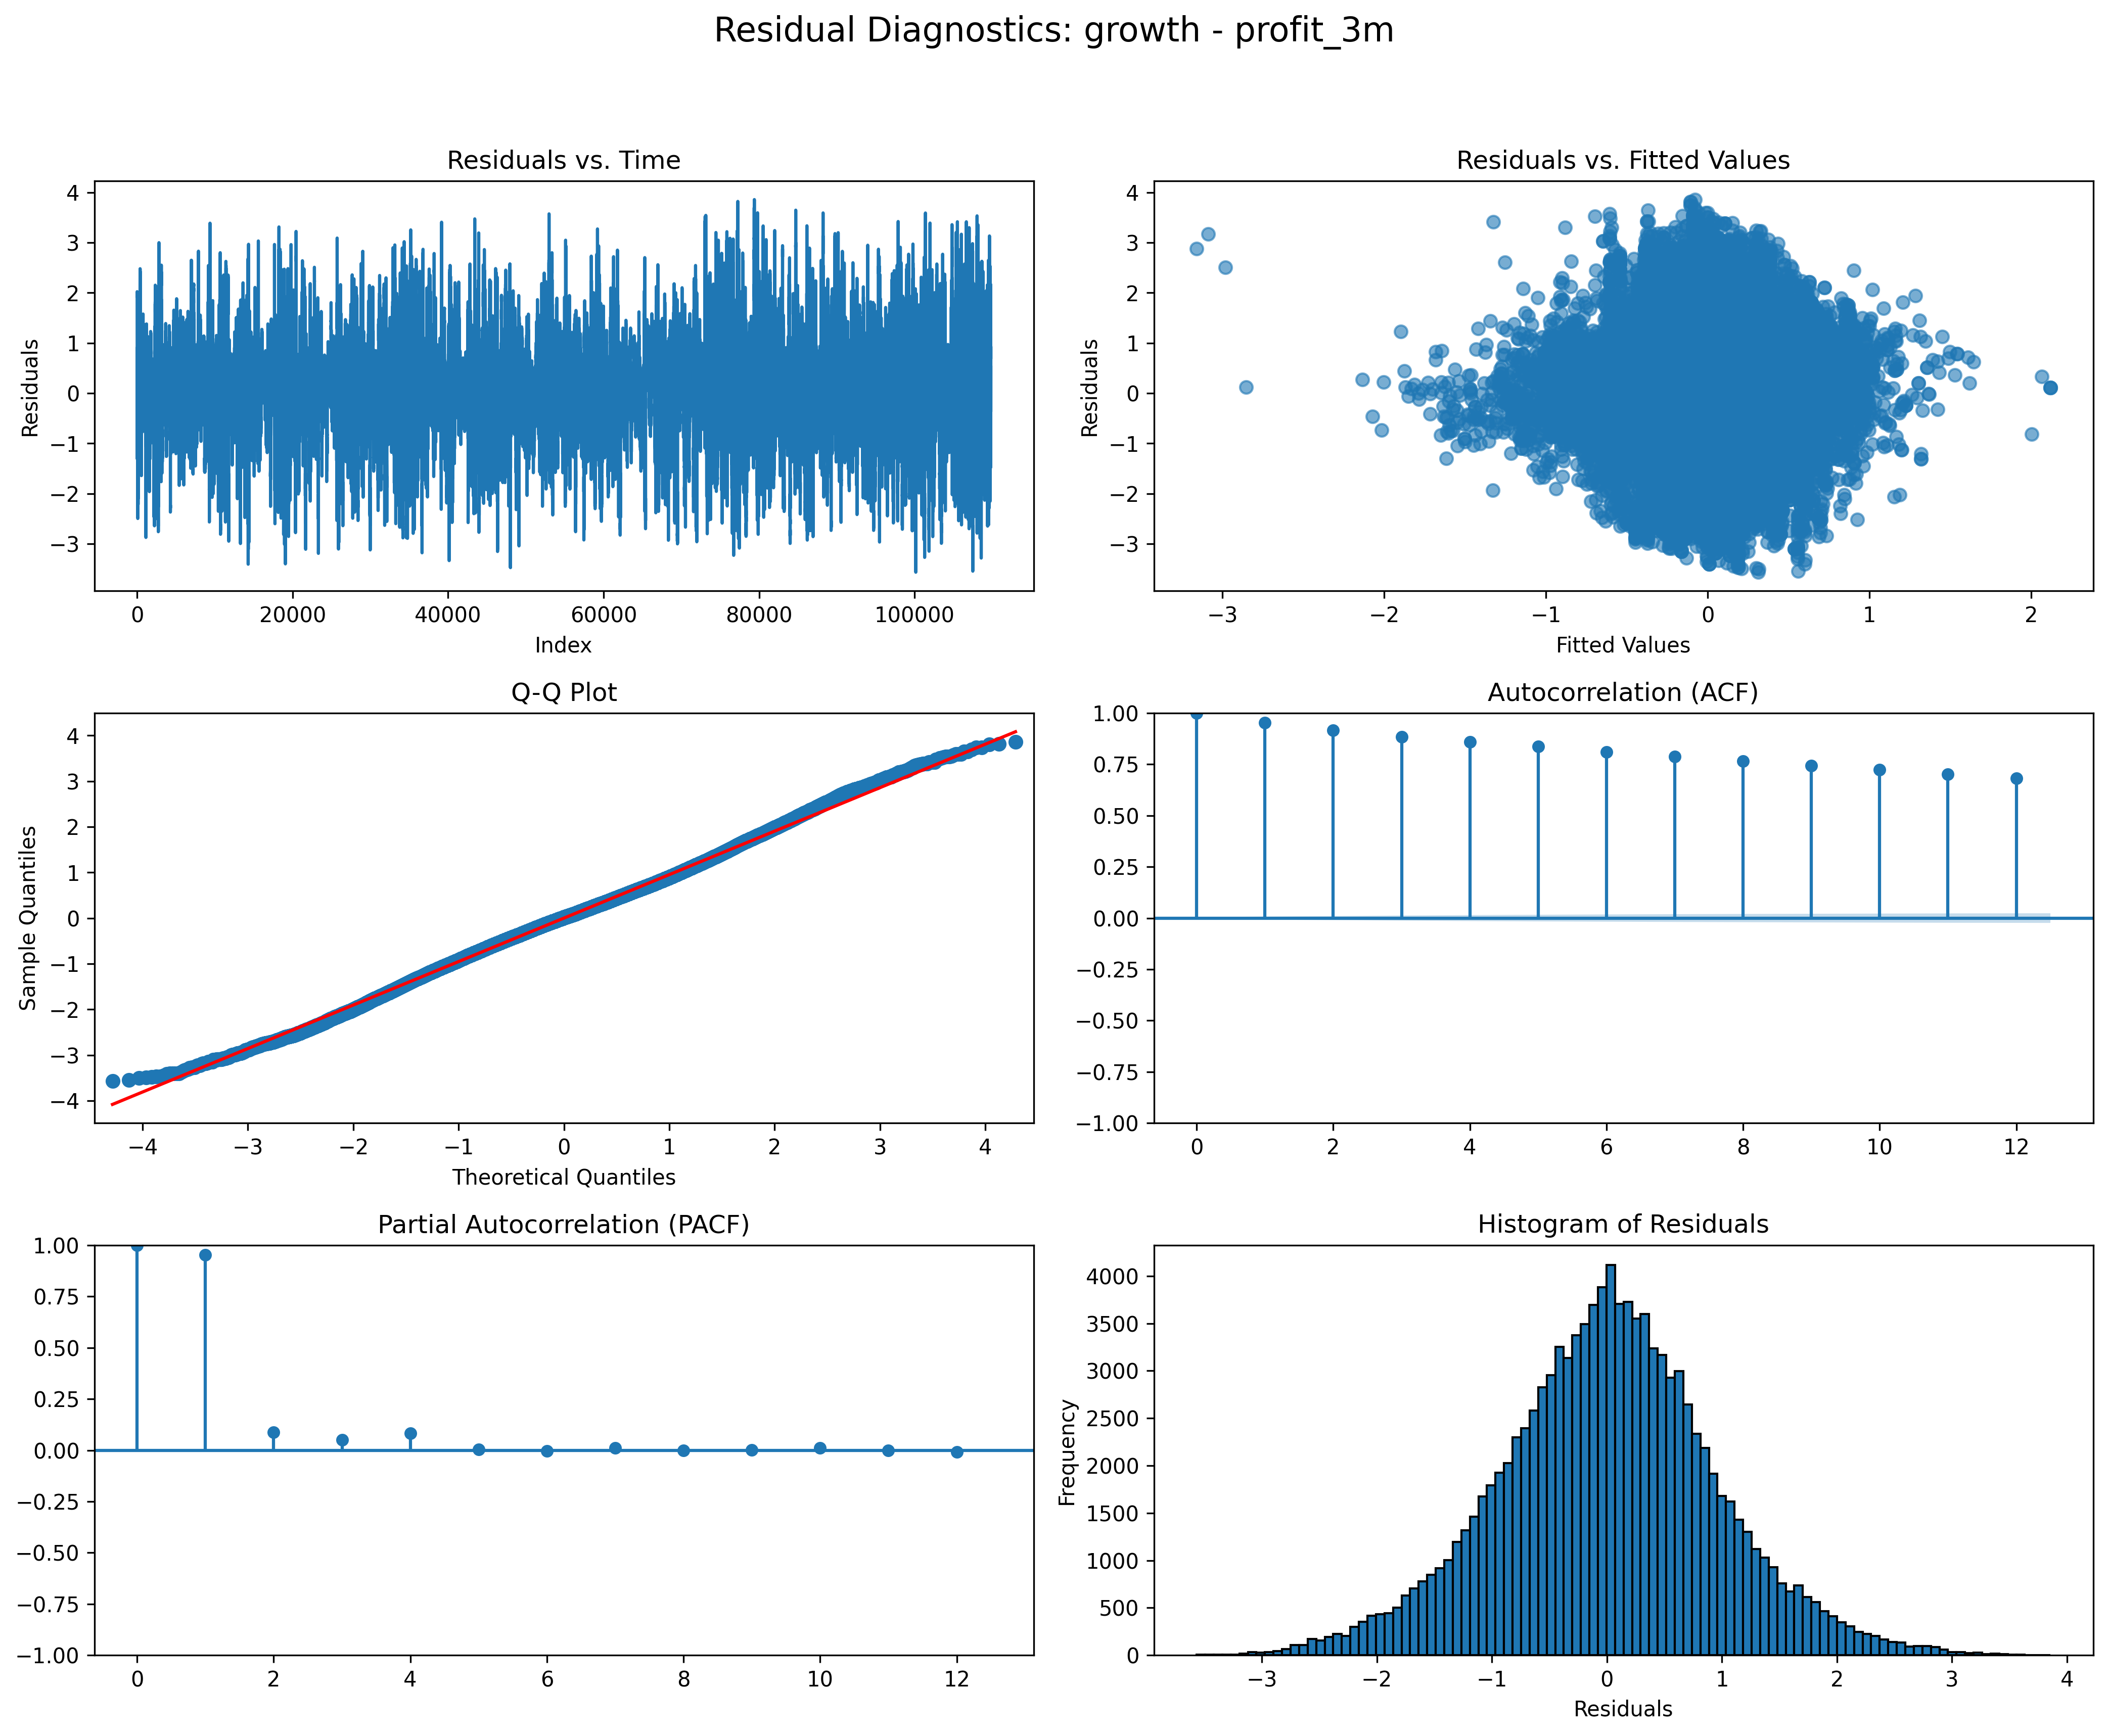 Residual Diagnostics: growth - profit_3m
Residuals vs. Time
4
3
2
1
0
−1
−2
−3
Residuals
0 20000 40000 60000 80000 100000
Index
Residuals vs. Fitted Values
4
3
2
1
0
−1
−2
−3
Residuals
−3 −2 −1 0 1 2
Fitted Values
Q-Q Plot
4
3
2
1
0
−1
−2
−3
−4
Sample Quantiles
−4 −3 −2 −1 0 1 2 3 4
Theoretical Quantiles
Autocorrelation (ACF)
1.00
0.75
0.50
0.25
0.00
−0.25
−0.50
−0.75
−1.00
0 2 4 6 8 10 12
Partial Autocorrelation (PACF)
1.00
0.75
0.50
0.25
0.00
−0.25
−0.50
−0.75
−1.00
0 2 4 6 8 10 12
Histogram of Residuals
4000
3500
3000
2500
2000
1500
1000
500
0
Frequency
−3 −2 −1 0 1 2 3 4
Residuals